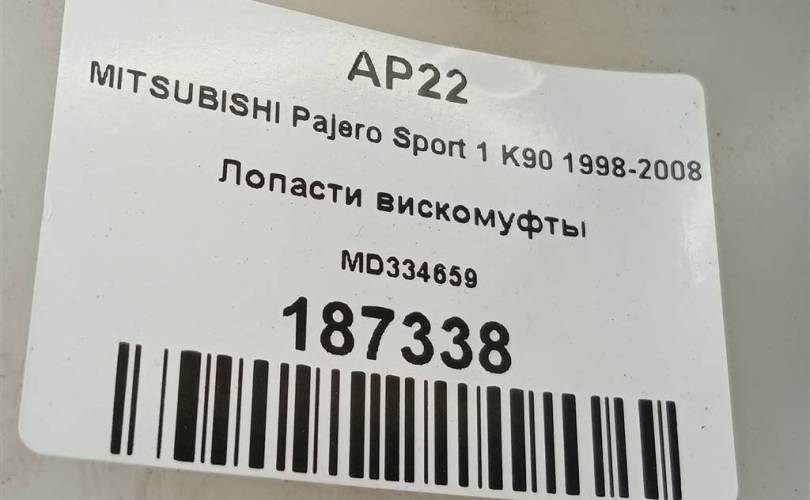 AP22
MITSUBISHI Pajero Sport 1 K90 1998-2008
Лопасти вискомуфты
MD334659
187338